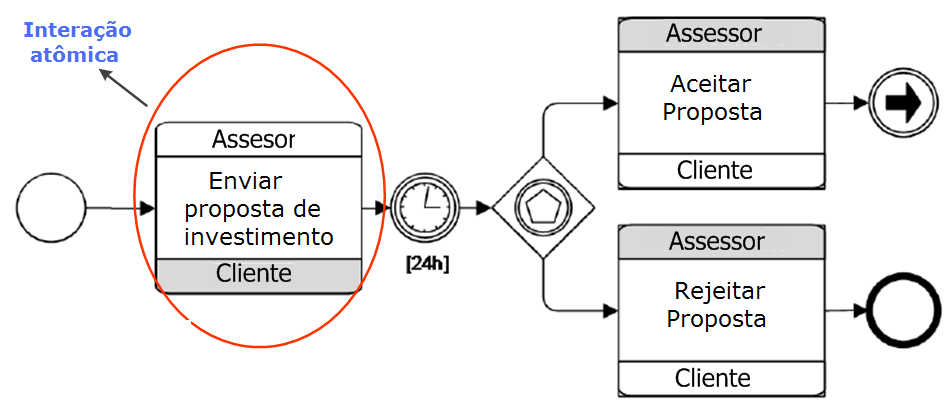 Interação
atômica
Assesor
Enviar
proposta de
investimento
Cliente
[24h]
Assessor
Aceitar
Proposta
Cliente
Assessor
Rejeitar
Proposta
Cliente